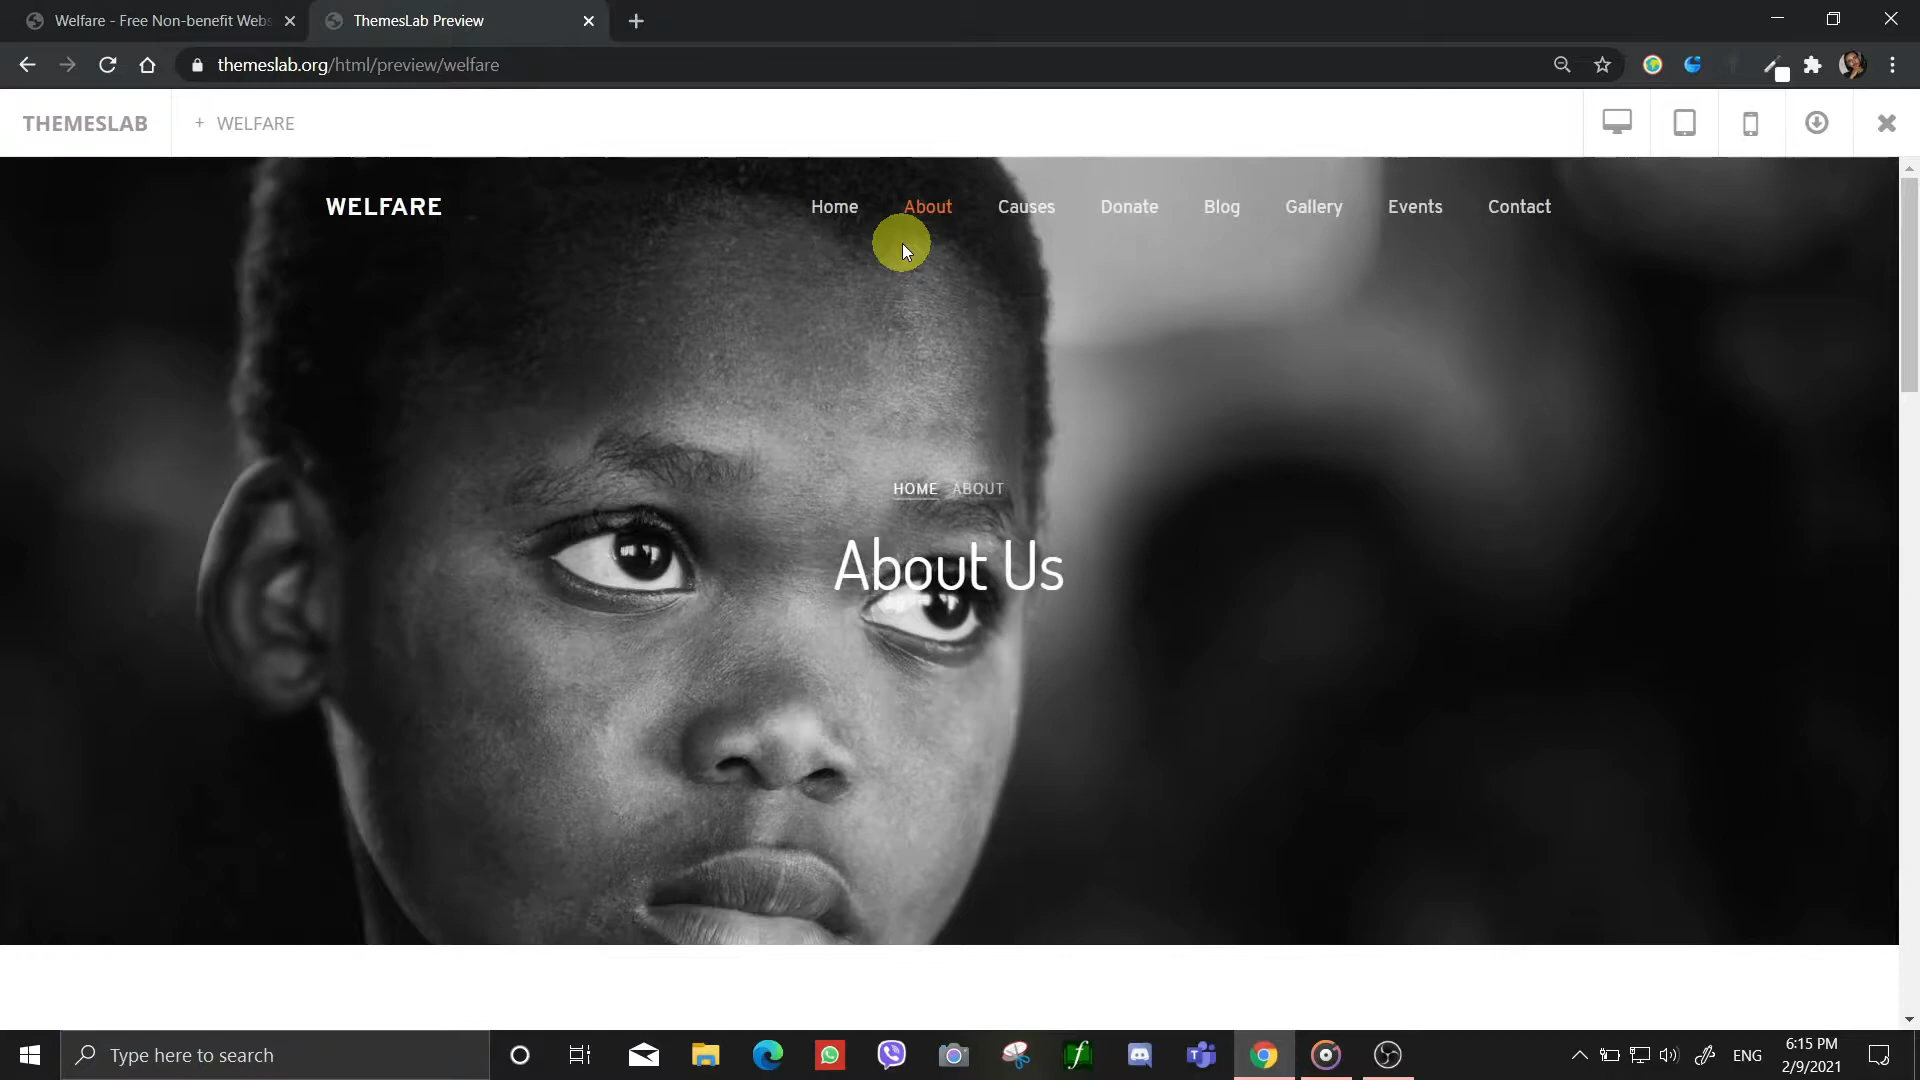 Welfare - Free Non-benefit Webs
ThemesLab Preview
themeslab.org/html/preview/welfare
THEMESLAB
+ WELFARE
WELFARE
Home
About
Causes
Donate
Blog
Gallery
Events
Contact
HOME ABOUT
About Us
Type here to search
ENG
6:15 PM
2/9/2021